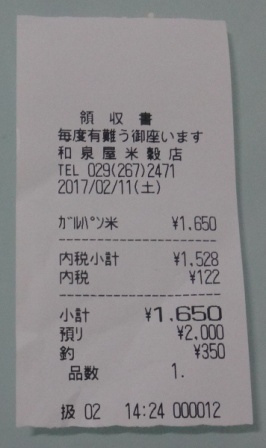 領収書
毎度有難う御座います
和泉屋米穀店
TEL 029(267)2471
2017/02/11(土)
ｶﾞﾙﾊﾟﾝ米 ¥1,650
内税小計 ¥1,528
内税 ¥122
小計 ¥1,650
預り ¥2,000
釣 ¥350
品数 1.
扱02 14:24 000012